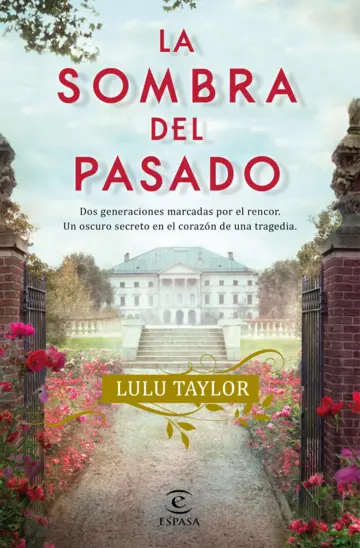 LA
SOMBRA
DEL
PASADO
Dos generaciones marcadas por el rencor.
Un oscuro secreto en el corazón de una tragedia.
LULU TAYLOR
e
ESPASA